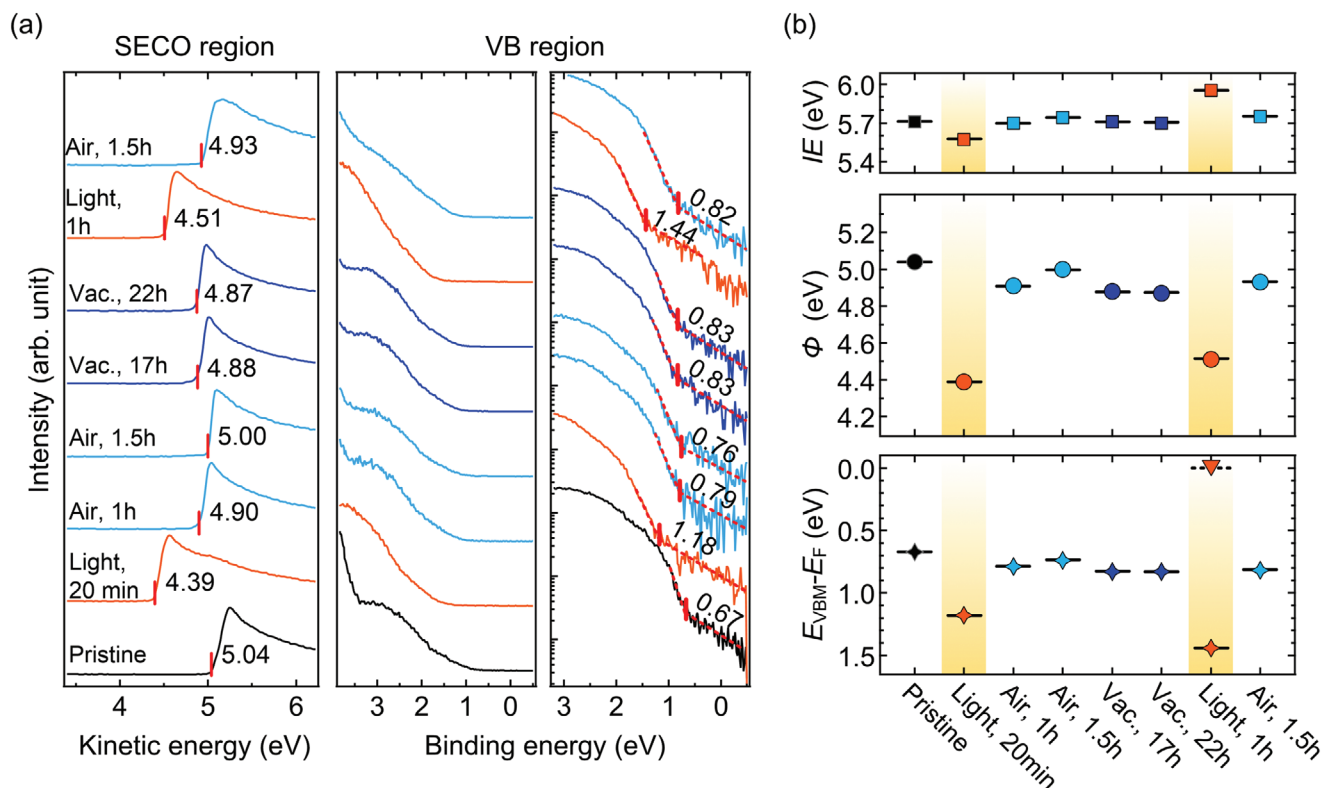 (a)
SECO region
VB region
Intensity (arb. unit)
Air, 1.5h
4.93
Light,
1h
4.51
Vac., 22h
4.87
Vac., 17h
4.88
Air, 1.5h
5.00
Air, 1h
4.90
Light,
20 min
4.39
Pristine
5.04
0.82
1.44
0.83
0.83
0.76
0.79
1.18
0.67
4 5 6
3 2 1 0
3 2 1 0
Kinetic energy (eV)
Binding energy (eV)
(b)
IE (eV)
6.0
5.7
5.4
Φ (eV)
5.2
5.0
4.8
4.6
4.4
4.2
EVBM-EF (eV)
0.0
0.5
1.0
1.5
Pristine
Light, 20min
Air, 1h
Air, 1.5h
Vac., 17h
Vac., 22h
Light, 1h
Air, 1.5h